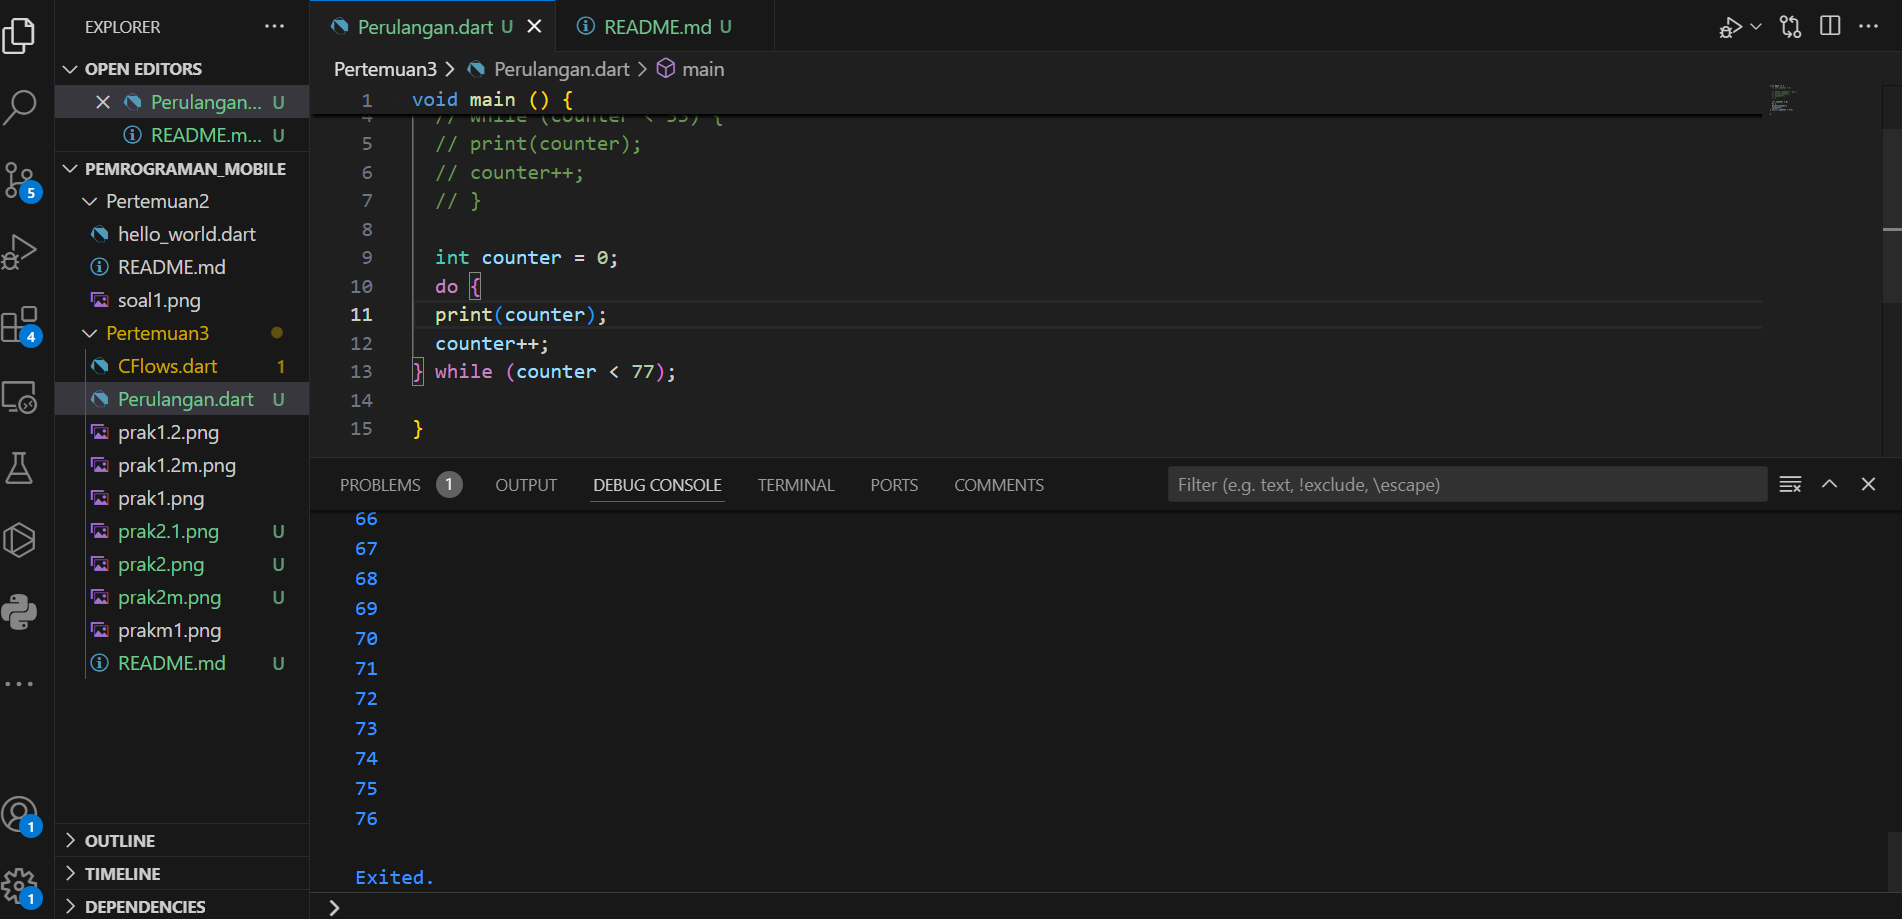 EXPLORER
OPEN EDITORS
Perulangan... U
README.m... U
PEMROGRAMAN_MOBILE
Pertemuan2
hello_world.dart
README.md
soal1.png
Pertemuan3
CFlows.dart 1
Perulangan.dart U
prak1.2.png
prak1.2m.png
prak1.png
prak2.1.png U
prak2.png U
prak2m.png U
prakm1.png
README.md U
OUTLINE
TIMELINE
DEPENDENCIES
5
4
1
1
Perulangan.dart U
README.md U
Pertemuan3 > Perulangan.dart > main
1 void main () {
4 // while (counter < 33) {
5 // print(counter);
6 // counter++;
7 // }
8
9 int counter = 0;
10 do {
11 print(counter);
12 counter++;
13 } while (counter < 77);
14
15 }
PROBLEMS 1 OUTPUT DEBUG CONSOLE TERMINAL PORTS COMMENTS
Filter (e.g. text, !exclude, \escape)
66
67
68
69
70
71
72
73
74
75
76
Exited.
>